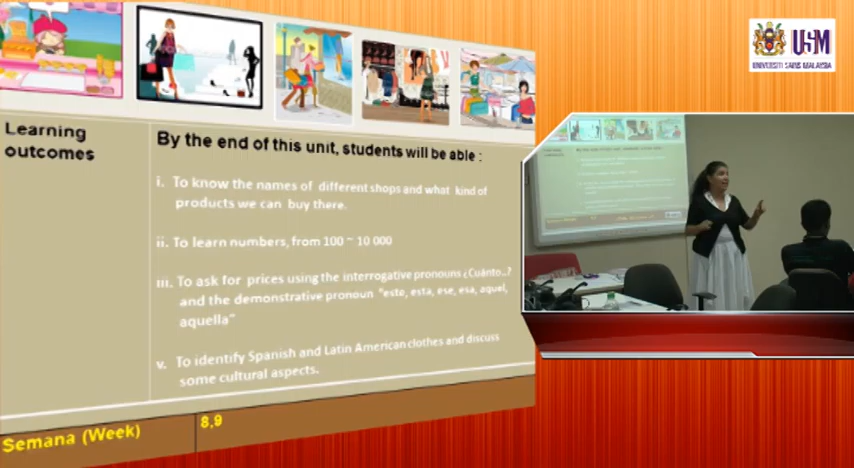 USM
UNIVERSITI SAINS MALAYSIA
Learning
outcomes
By the end of this unit, students will be able :
i. To know the names of different shops and what kind of
products we can buy there.
ii. To learn numbers, from 100 – 10 000
iii. To ask for prices using the interrogative pronouns ¿Cuánto..?
and the demonstrative pronoun "este, esta, ese, esa, aquel,
aquella"
v. To identify Spanish and Latin American clothes and discuss
some cultural aspects.
Semana (Week)
8,9